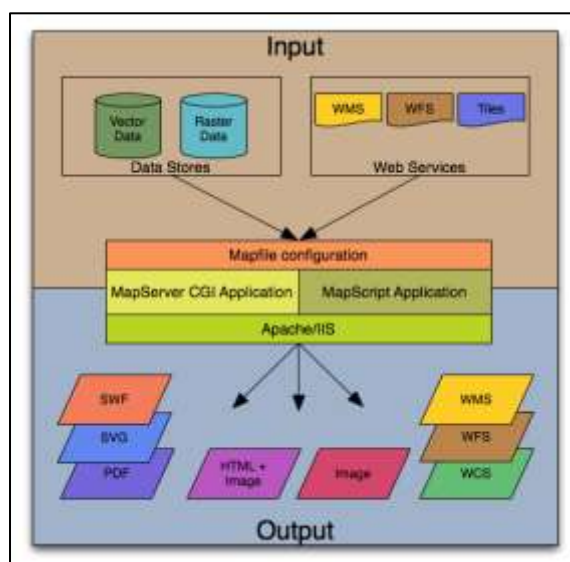 Input
Vector
Data
Raster
Data
Data Stores
WMS
WFS
Tiles
Web Services
Mapfile configuration
MapServer CGI Application
MapScript Application
Apache/IIS
SWF
SVG
PDF
HTML +
Image
Image
WMS
WFS
WCS
Output